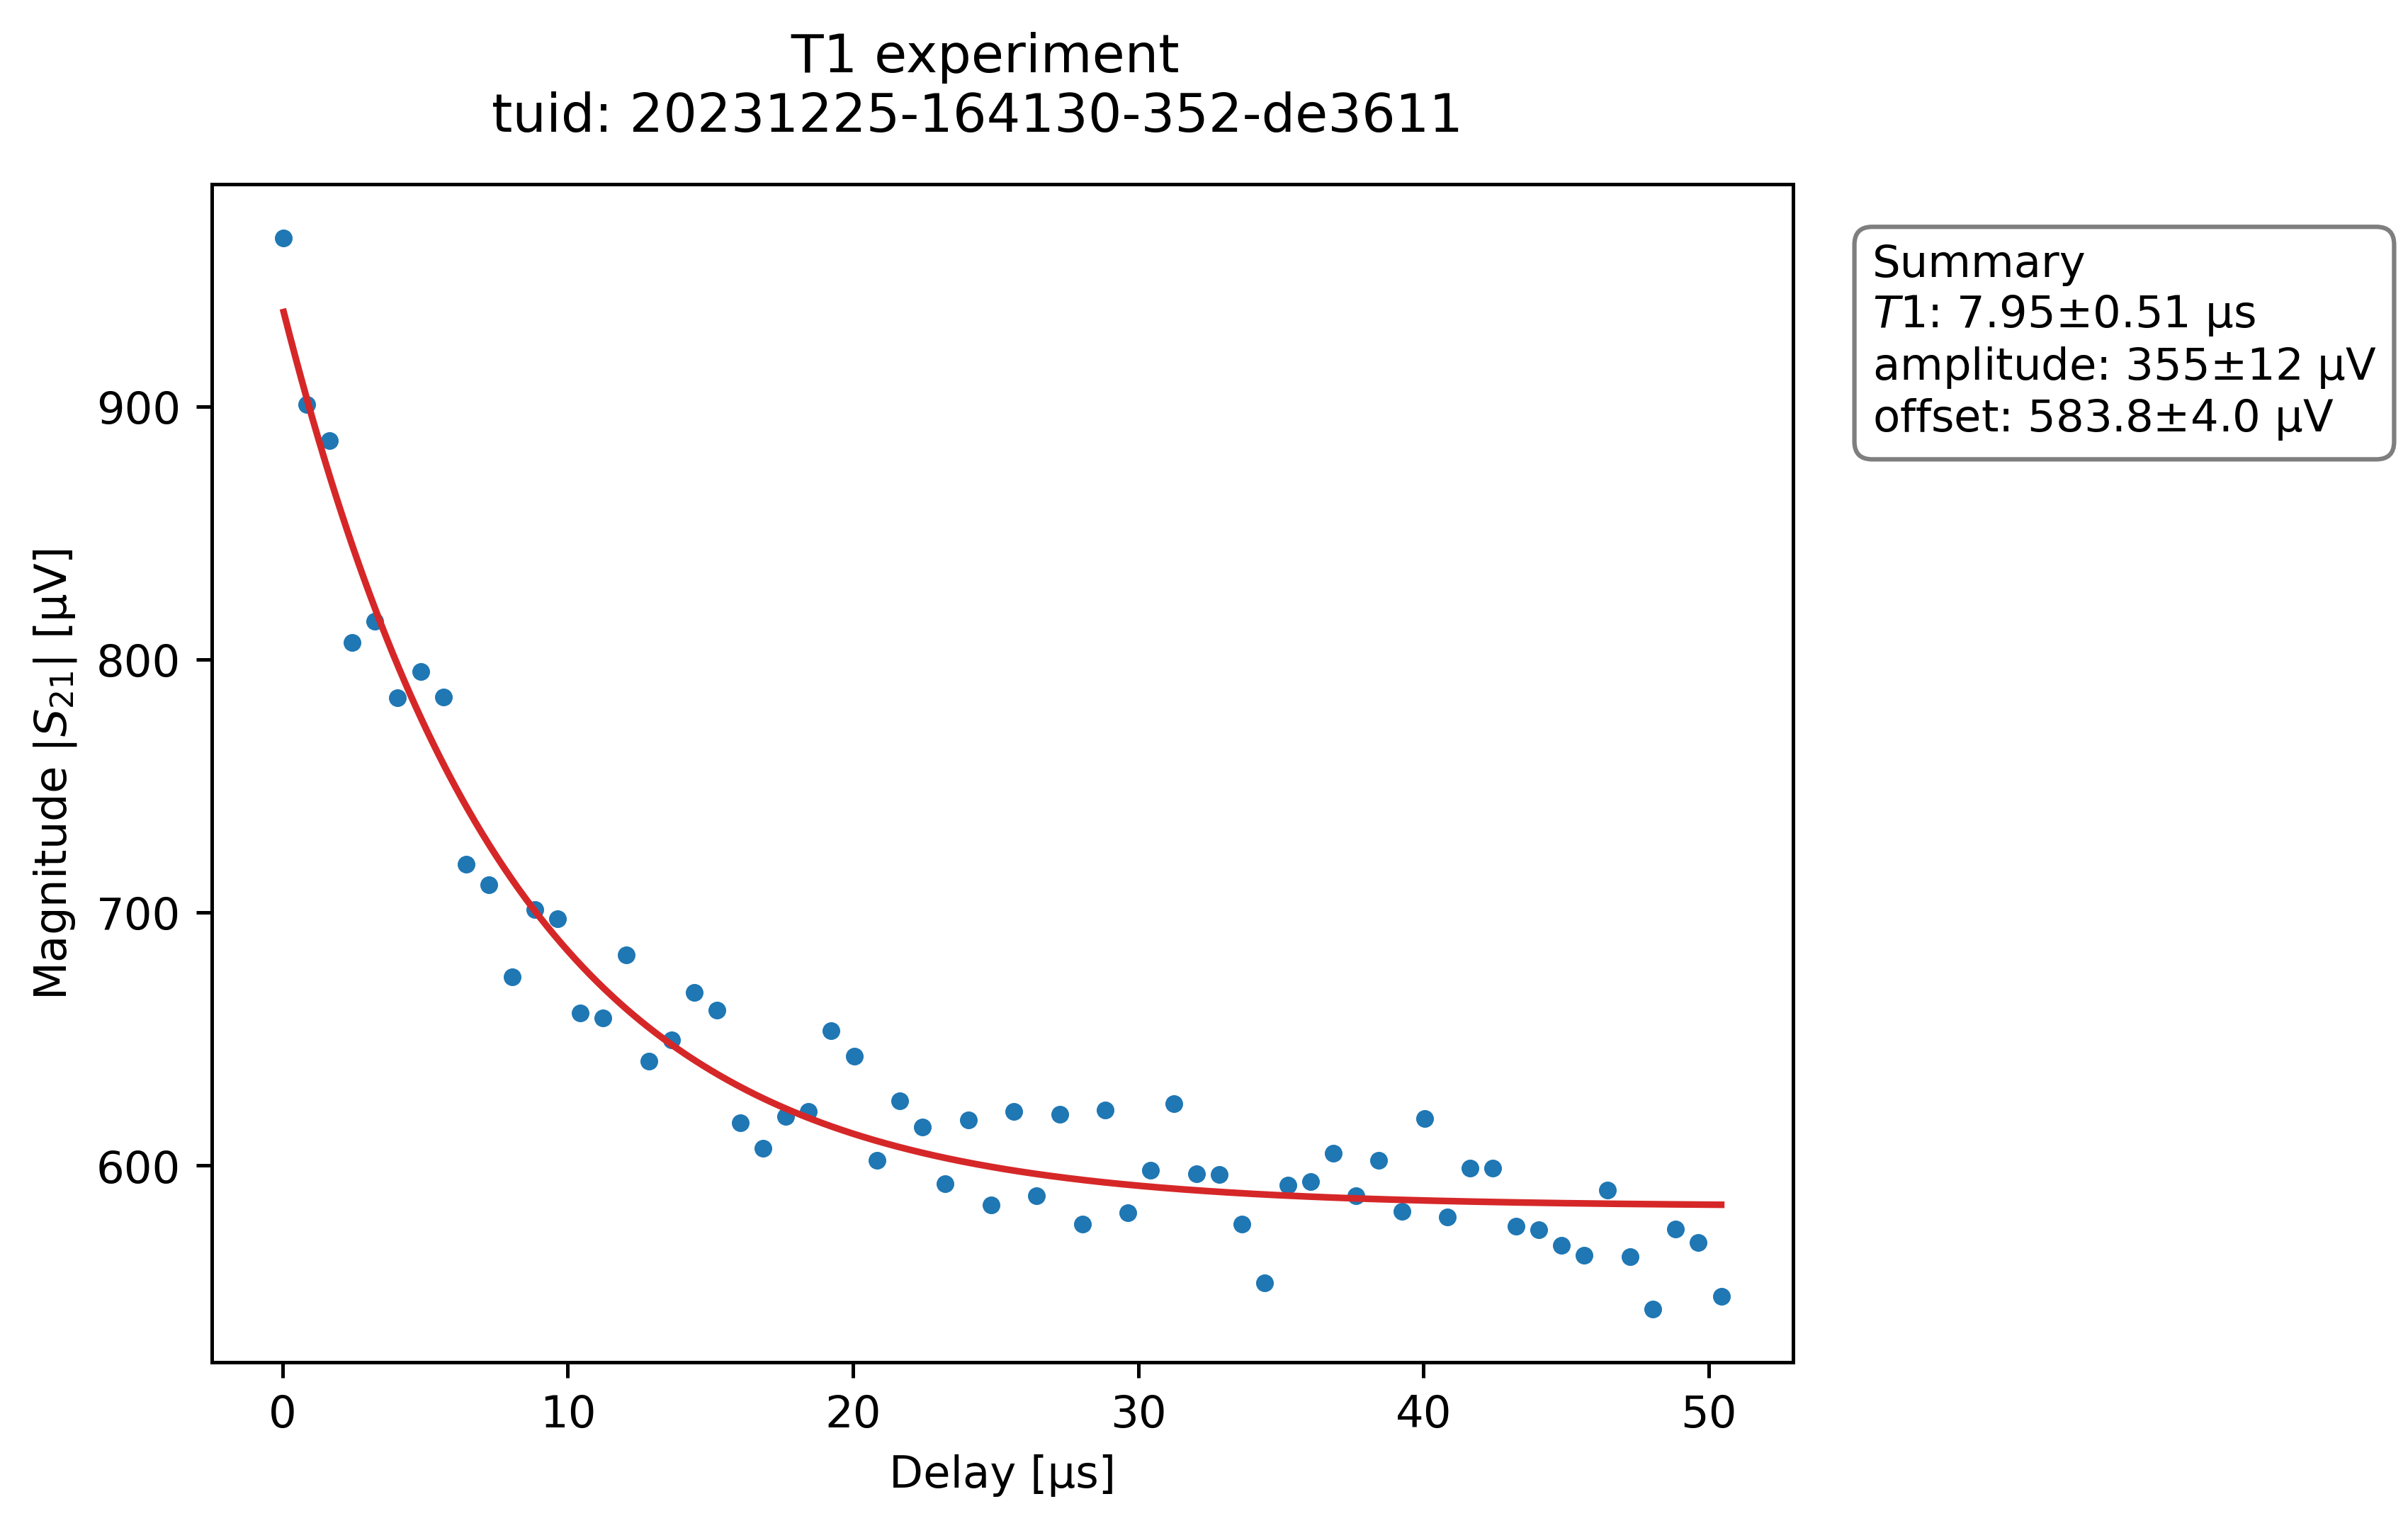 T1 experiment
tuid: 20231225-164130-352-de3611
Summary
T1: 7.95±0.51 µs
amplitude: 355±12 µV
offset: 583.8±4.0 µV
Magnitude |S21| [µV]
900
800
700
600
0 10 20 30 40 50
Delay [µs]